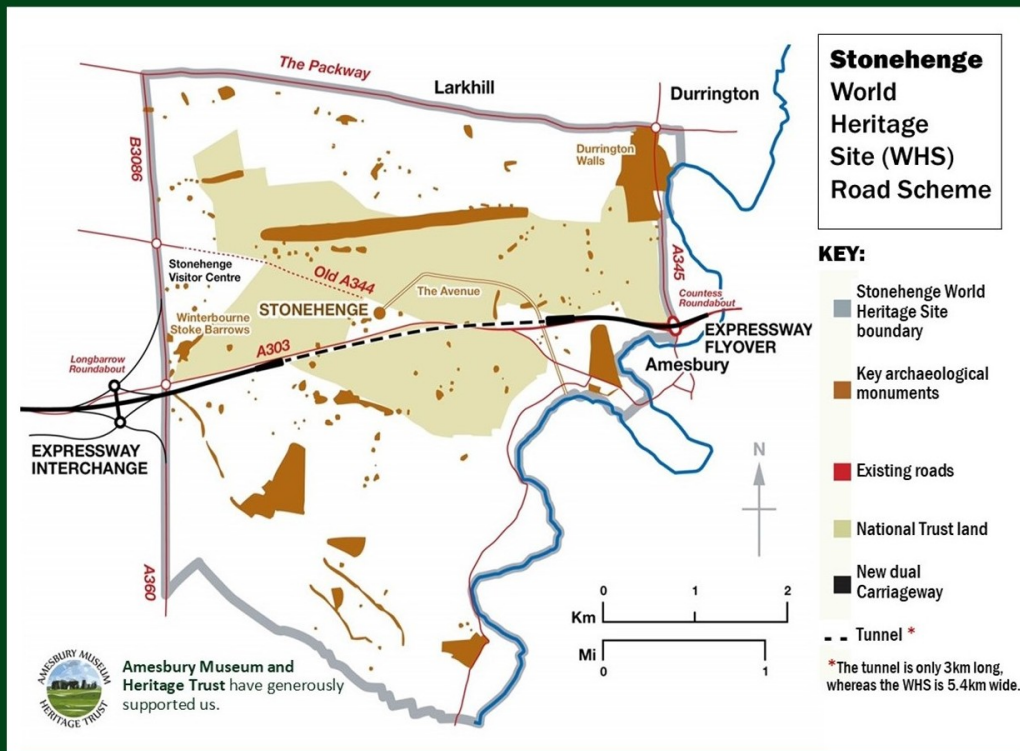 Stonehenge
World
Heritage
Site (WHS)
Road Scheme
KEY:
Stonehenge World
Heritage Site
boundary
Key archaeological
monuments
Existing roads
National Trust land
New dual
Carriageway
Tunnel *
*The tunnel is only 3km long,
whereas the WHS is 5.4km wide.
The Packway
Larkhill
Durrington
B3086
Durrington
Walls
Stonehenge
Visitor Centre
Old A344
The Avenue
A345
STONEHENGE
Countess
Roundabout
Winterbourne
Stoke Barrows
EXPRESSWAY
FLYOVER
A303
Amesbury
Longbarrow
Roundabout
EXPRESSWAY
INTERCHANGE
N
A360
0 1 2
Km
Mi
0 1
AMESBURY MUSEUM
HERITAGE TRUST
Amesbury Museum and
Heritage Trust have generously
supported us.